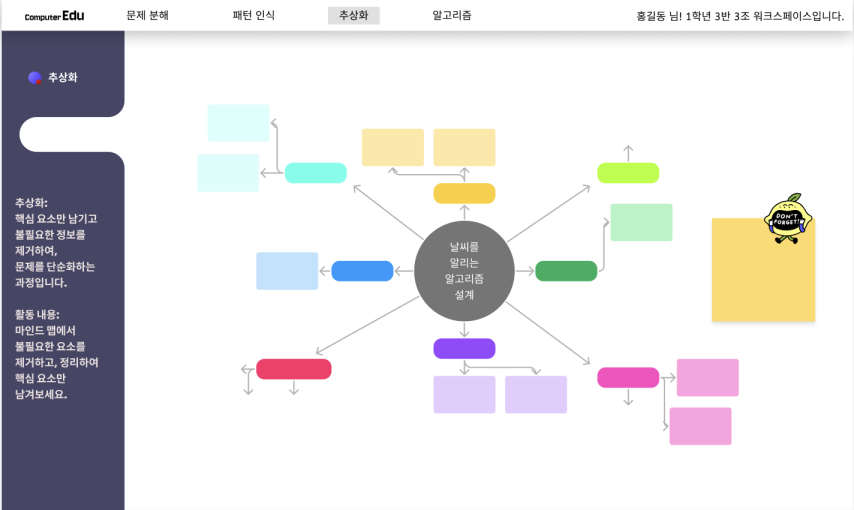 Computer Edu
문제 분해
패턴 인식
추상화
알고리즘
홍길동 님! 1학년 3반 3조 워크스페이스입니다.
추상화
추상화:
핵심 요소만 남기고
불필요한 정보를
제거하여,
문제를 단순화하는
과정입니다.
활동 내용:
마인드 맵에서
불필요한 요소를
제거하고, 정리하여
핵심 요소만
남겨보세요.
날씨를
알리는
알고리즘
설계
DON'T
FORGET!